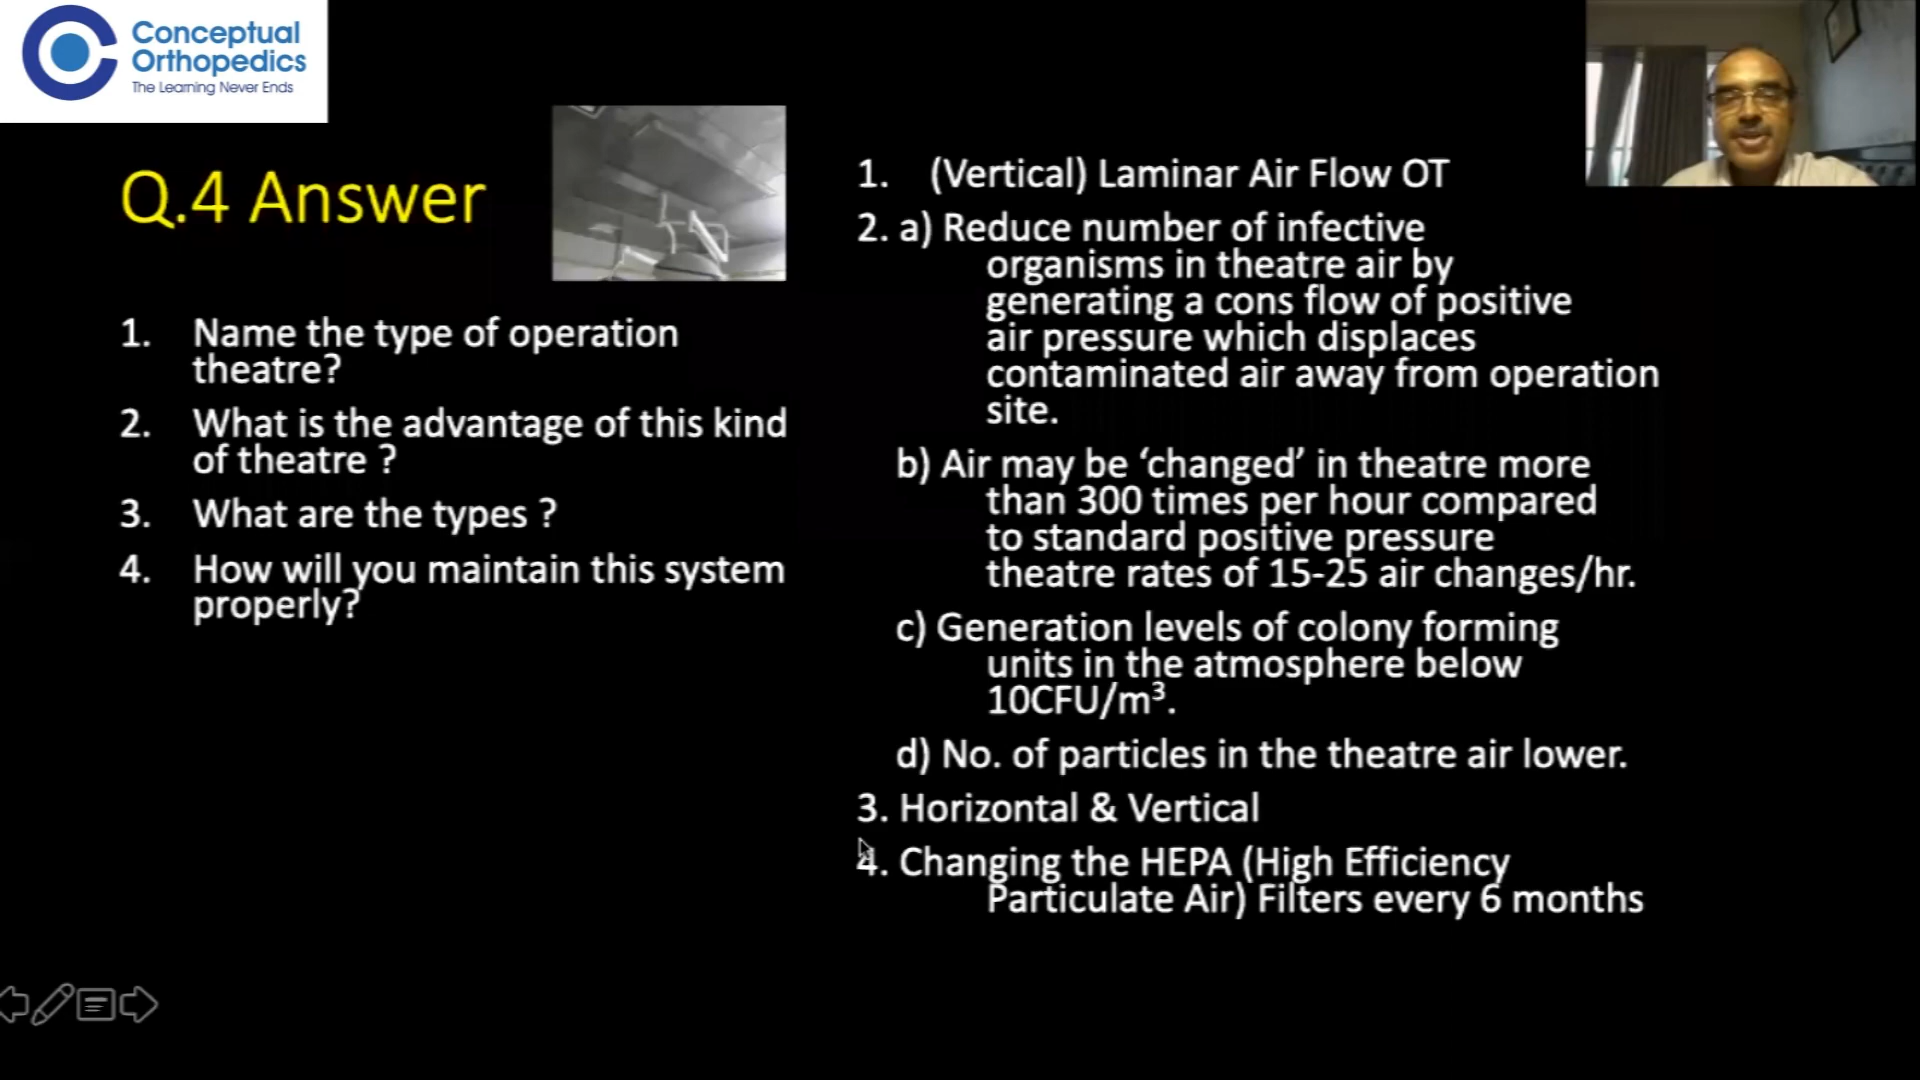 Conceptual
Orthopedics
The Learning Never Ends
Q.4 Answer
1. Name the type of operation
theatre?
2. What is the advantage of this kind
of theatre ?
3. What are the types ?
4. How will you maintain this system
properly?
1. (Vertical) Laminar Air Flow OT
2. a) Reduce number of infective
organisms in theatre air by
generating a cons flow of positive
air pressure which displaces
contaminated air away from operation
site.
b) Air may be ‘changed’ in theatre more
than 300 times per hour compared
to standard positive pressure
theatre rates of 15-25 air changes/hr.
c) Generation levels of colony forming
units in the atmosphere below
10CFU/m³.
d) No. of particles in the theatre air lower.
3. Horizontal & Vertical
4. Changing the HEPA (High Efficiency
Particulate Air) Filters every 6 months